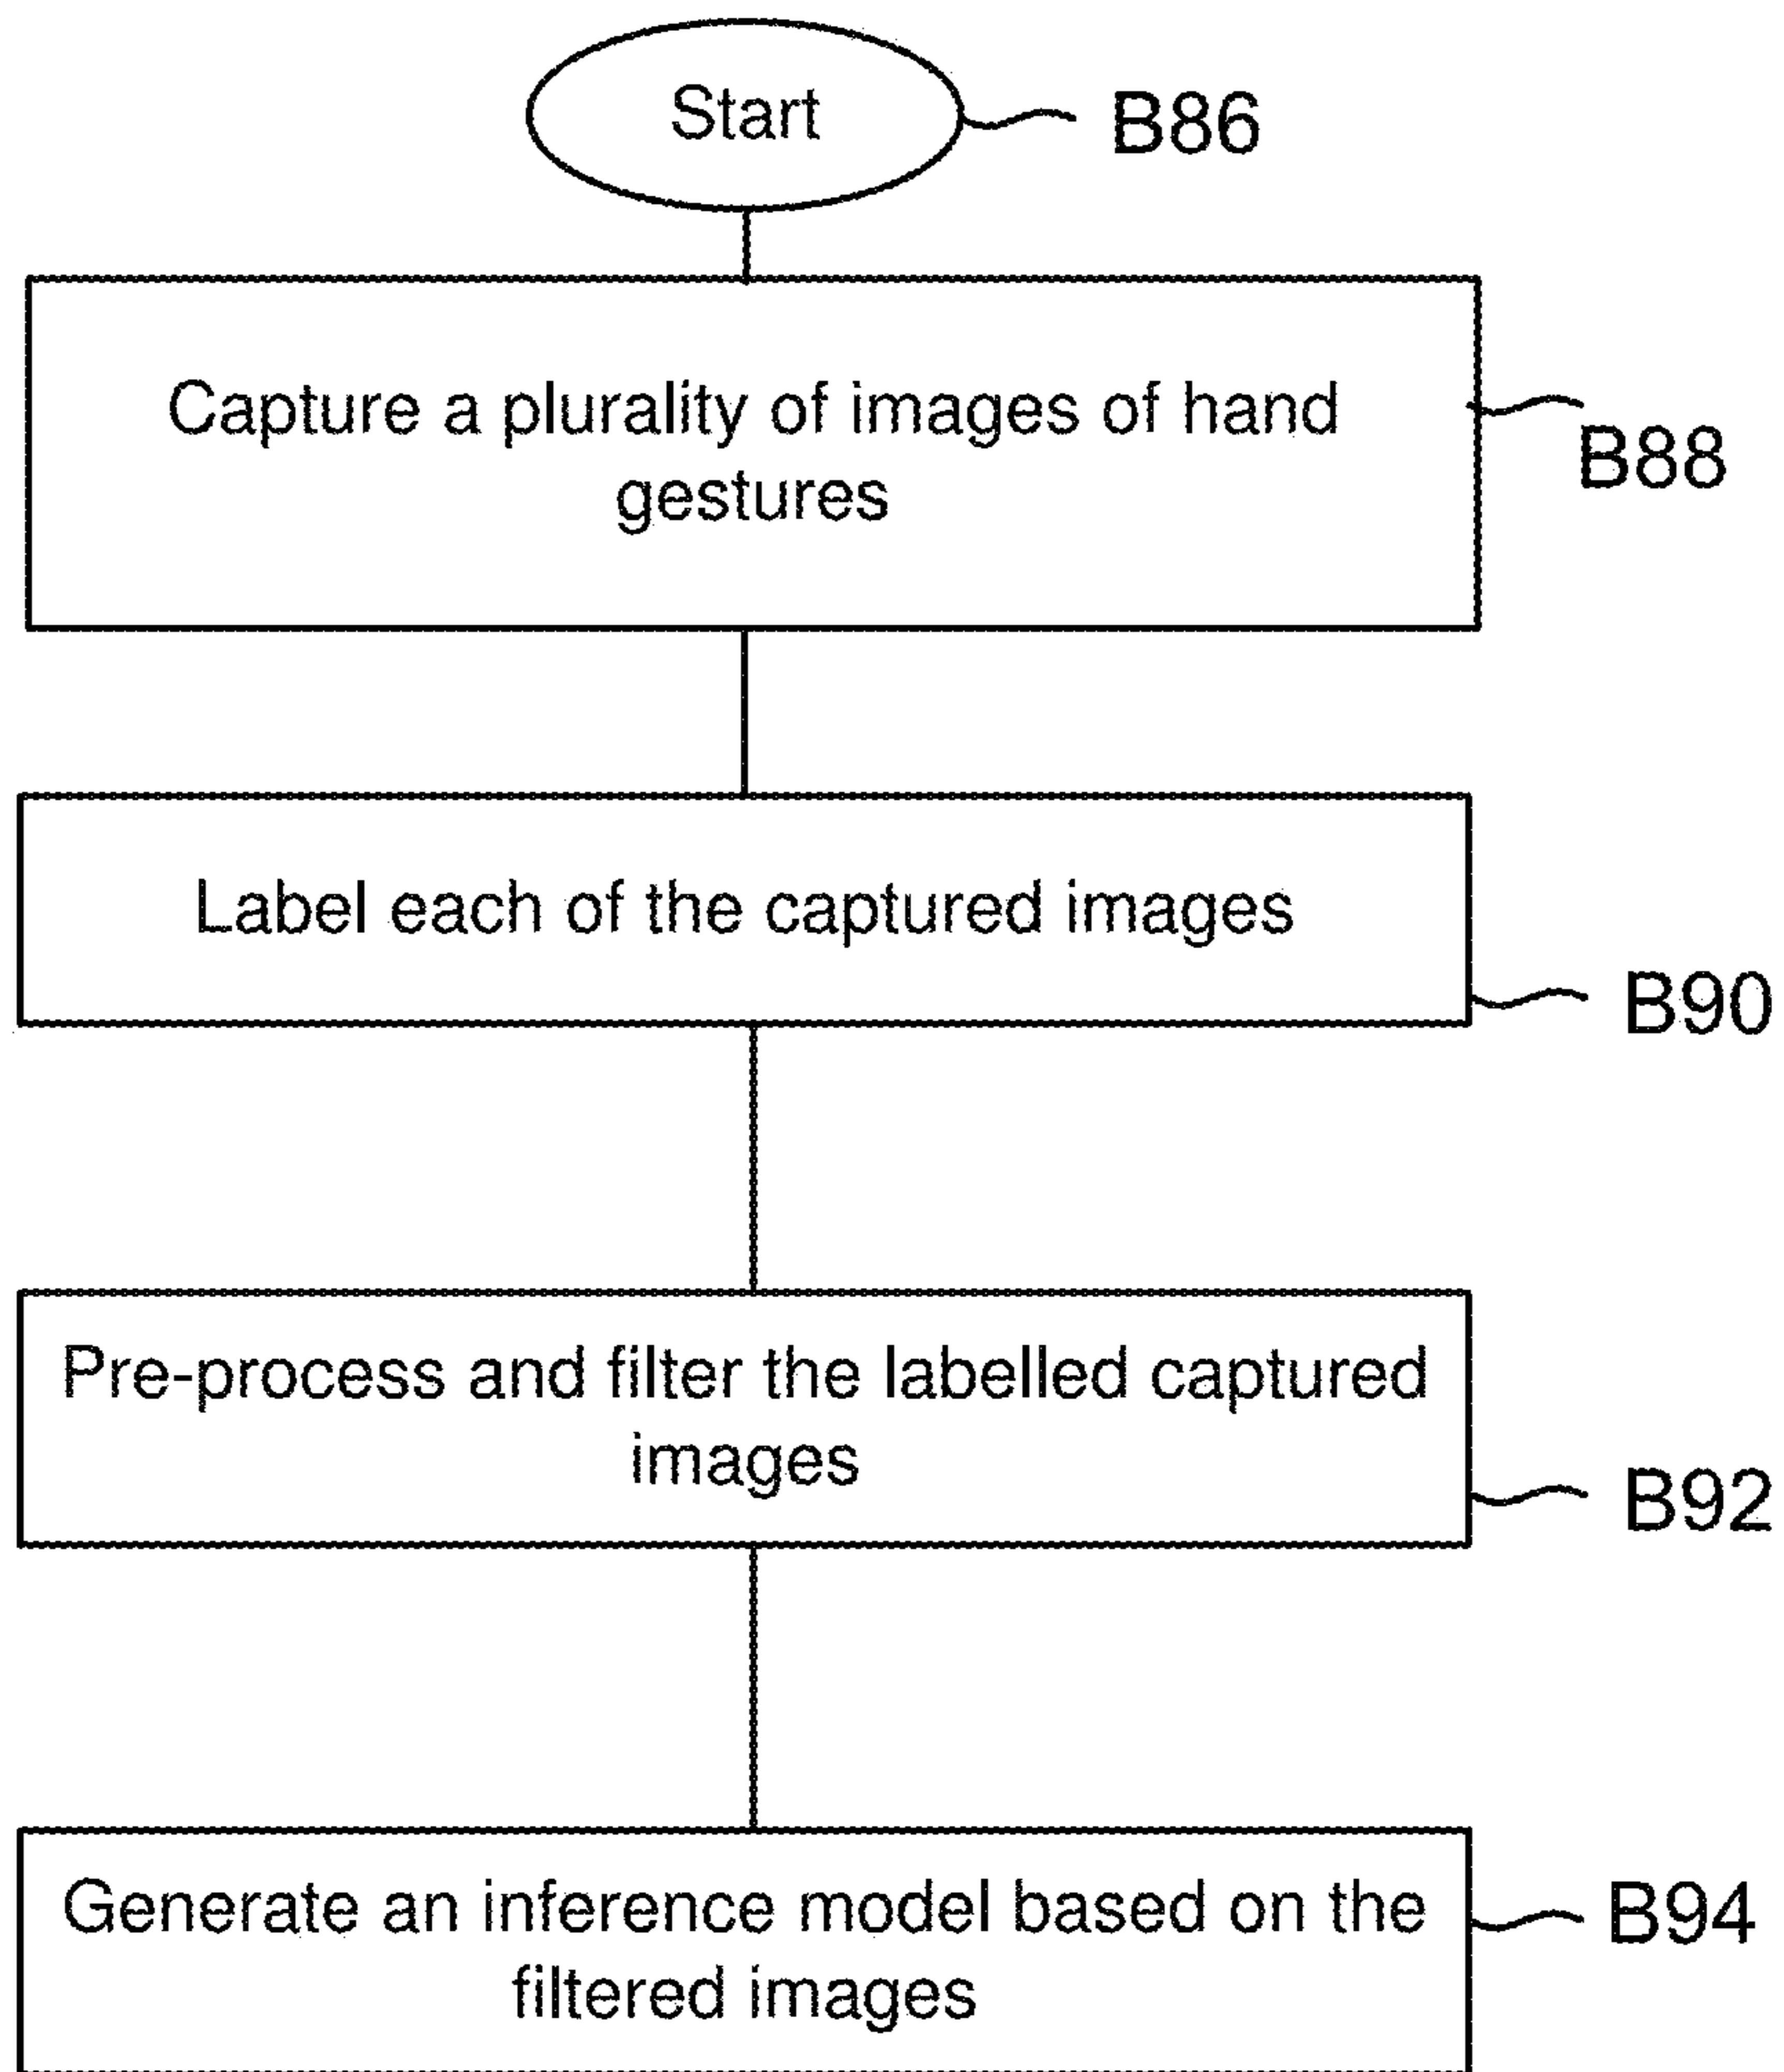 Start
B86
Capture a plurality of images of hand
gestures
B88
Label each of the captured images
B90
Pre-process and filter the labelled captured
images
B92
Generate an inference model based on the
filtered images
B94